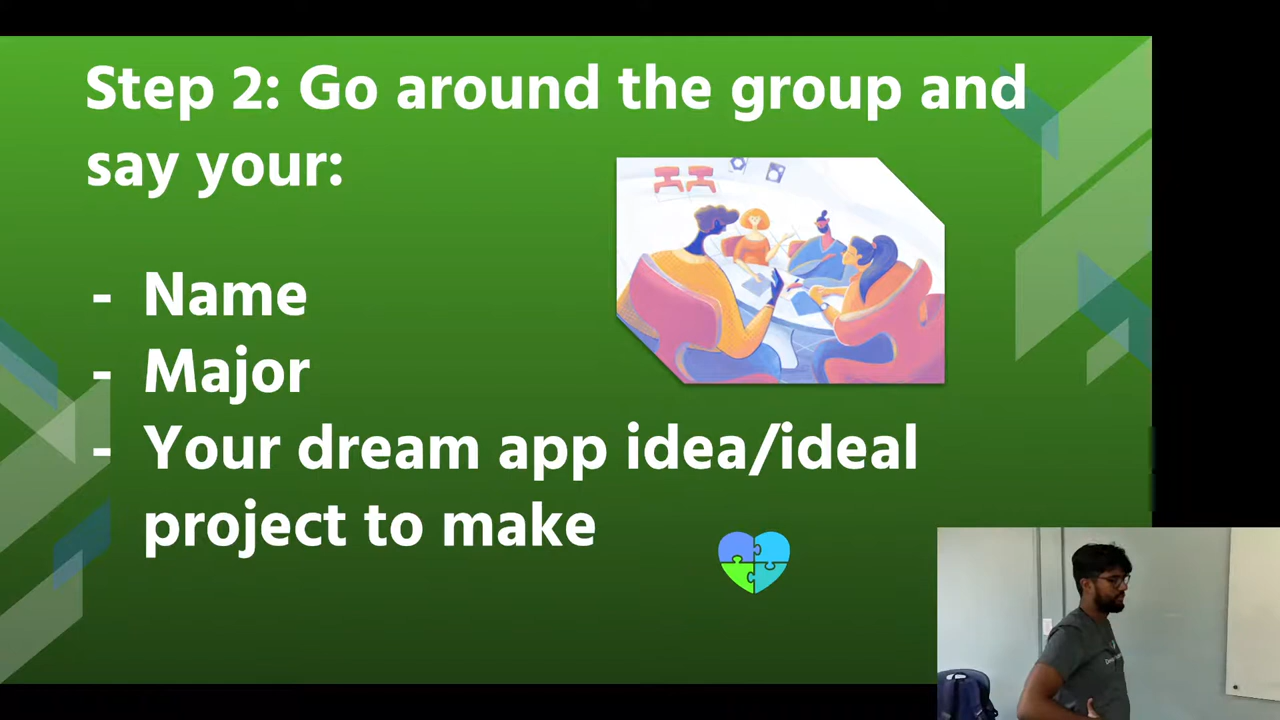 Step 2: Go around the group and
say your:
- Name
- Major
- Your dream app idea/ideal
project to make